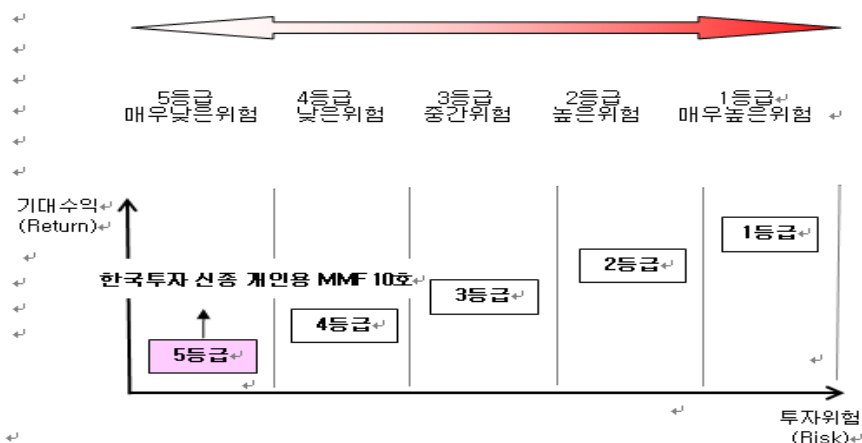 5등급 4등급 3등급 2등급 1등급
매우낮은위험 낮은위험 중간위험 높은위험 매우높은위험
기대수익
(Return)
1등급
2등급
한국투자 신종 개인용 MMF 10호
3등급
4등급
5등급
투자위험
(Risk)